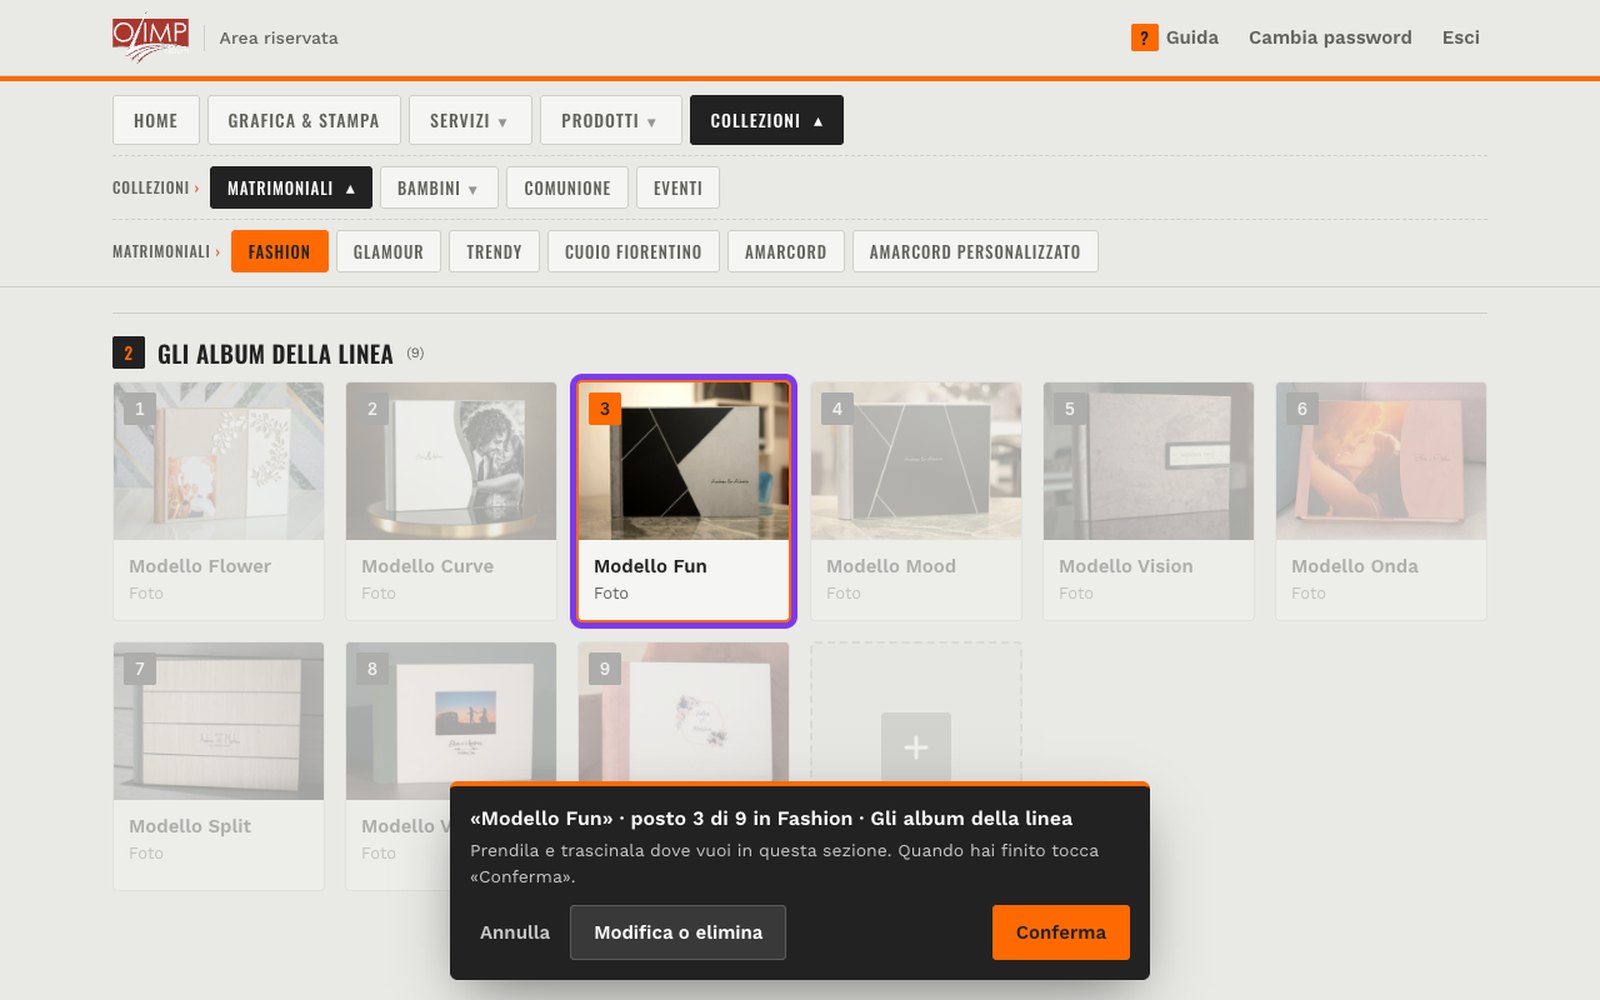 OLIMP
Area riservata
? Guida
Cambia password
Esci
HOME
GRAFICA & STAMPA
SERVIZI ▼
PRODOTTI ▼
COLLEZIONI ▲
COLLEZIONI ›
MATRIMONIALI ▲
BAMBINI ▼
COMUNIONE
EVENTI
MATRIMONIALI ›
FASHION
GLAMOUR
TRENDY
CUOIO FIORENTINO
AMARCORD
AMARCORD PERSONALIZZATO
2 GLI ALBUM DELLA LINEA (9)
1
Modello Flower
Foto
2
Modello Curve
Foto
3
Modello Fun
Foto
4
Modello Mood
Foto
5
Modello Vision
Foto
6
Modello Onda
Foto
7
Modello Split
Foto
8
Modello
Foto
9
+
«Modello Fun» · posto 3 di 9 in Fashion · Gli album della linea
Prendila e trascinala dove vuoi in questa sezione. Quando hai finito tocca
«Conferma».
Annulla
Modifica o elimina
Conferma